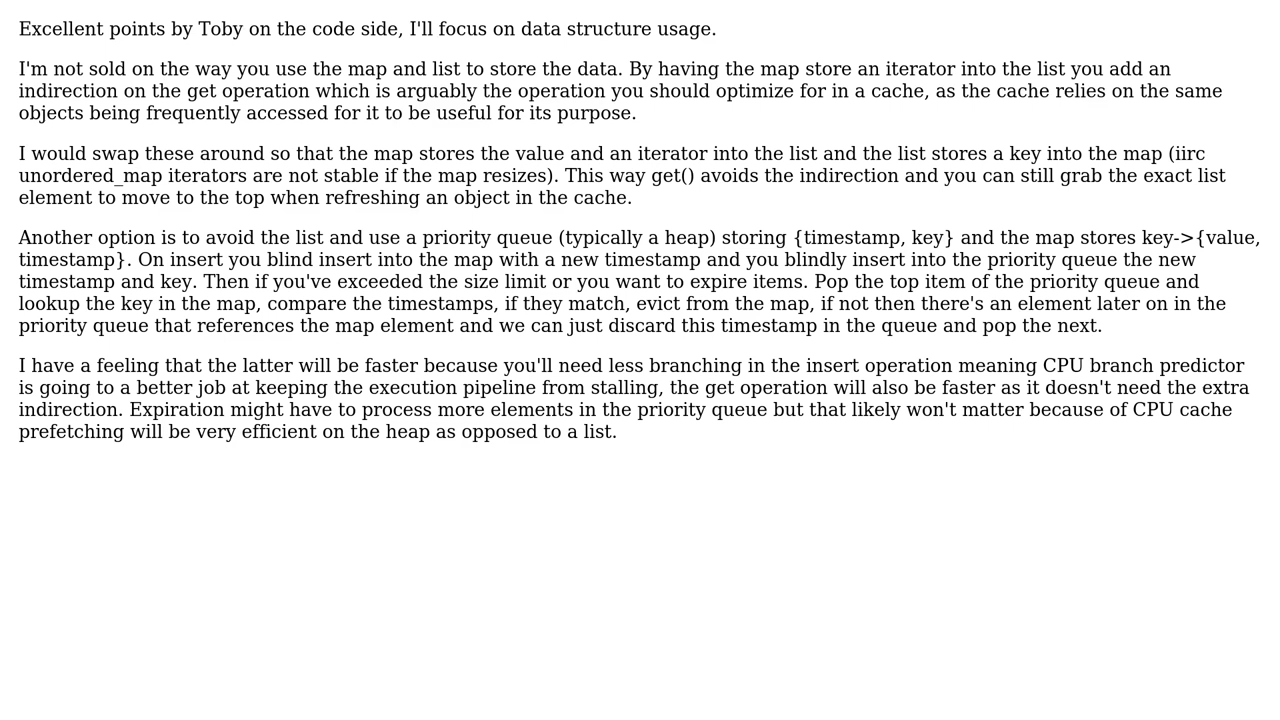 Excellent points by Toby on the code side, I'll focus on data structure usage.
I'm not sold on the way you use the map and list to store the data. By having the map store an iterator into the list you add an
indirection on the get operation which is arguably the operation you should optimize for in a cache, as the cache relies on the same
objects being frequently accessed for it to be useful for its purpose.
I would swap these around so that the map stores the value and an iterator into the list and the list stores a key into the map (iirc
unordered_map iterators are not stable if the map resizes). This way get() avoids the indirection and you can still grab the exact list
element to move to the top when refreshing an object in the cache.
Another option is to avoid the list and use a priority queue (typically a heap) storing {timestamp, key} and the map stores key->{value,
timestamp}. On insert you blind insert into the map with a new timestamp and you blindly insert into the priority queue the new
timestamp and key. Then if you've exceeded the size limit or you want to expire items. Pop the top item of the priority queue and
lookup the key in the map, compare the timestamps, if they match, evict from the map, if not then there's an element later on in the
priority queue that references the map element and we can just discard this timestamp in the queue and pop the next.
I have a feeling that the latter will be faster because you'll need less branching in the insert operation meaning CPU branch predictor
is going to a better job at keeping the execution pipeline from stalling, the get operation will also be faster as it doesn't need the extra
indirection. Expiration might have to process more elements in the priority queue but that likely won't matter because of CPU cache
prefetching will be very efficient on the heap as opposed to a list.